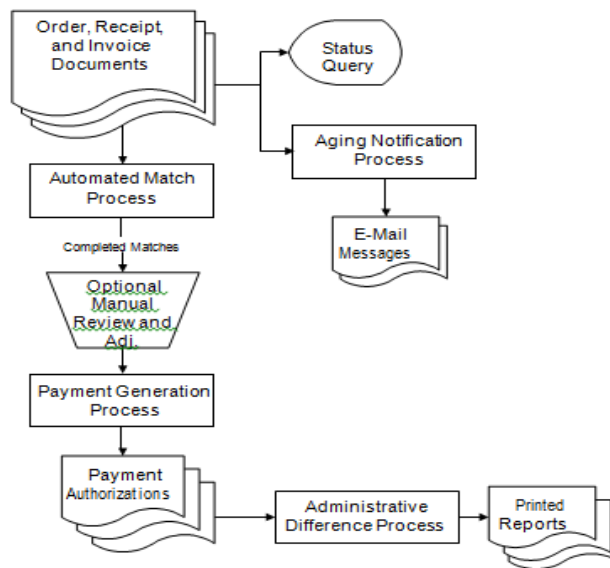 Order, Receipt,
and Invoice
Documents
Status
Query
Aging Notification
Process
Automated Match
Process
E-Mail
Messages
Completed Matches
Optional
Manual
Review and
Adj.
Payment Generation
Process
Payment
Authorizations
Administrative
Difference Process
Printed
Reports